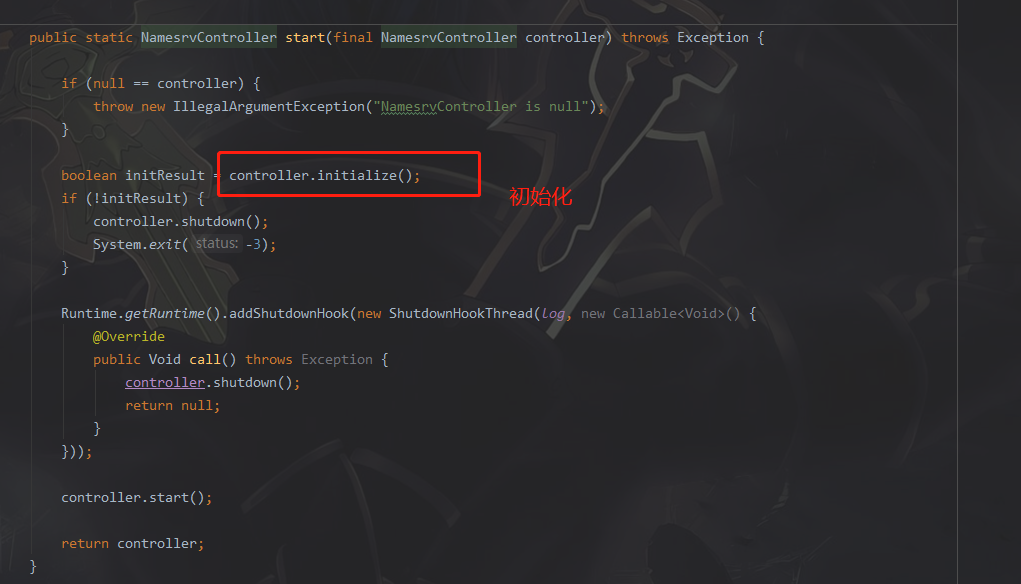 public static NamesrvController start(final NamesrvController controller) throws Exception {
if (null == controller) {
throw new IllegalArgumentException("NamesrvController is null");
}
boolean initResult = controller.initialize();
初始化
if (!initResult) {
controller.shutdown();
System.exit( status: -3);
}
Runtime.getRuntime().addShutdownHook(new ShutdownHookThread(log, new Callable<Void>() {
@Override
public Void call() throws Exception {
controller.shutdown();
return null;
}
}));
controller.start();
return controller;
}